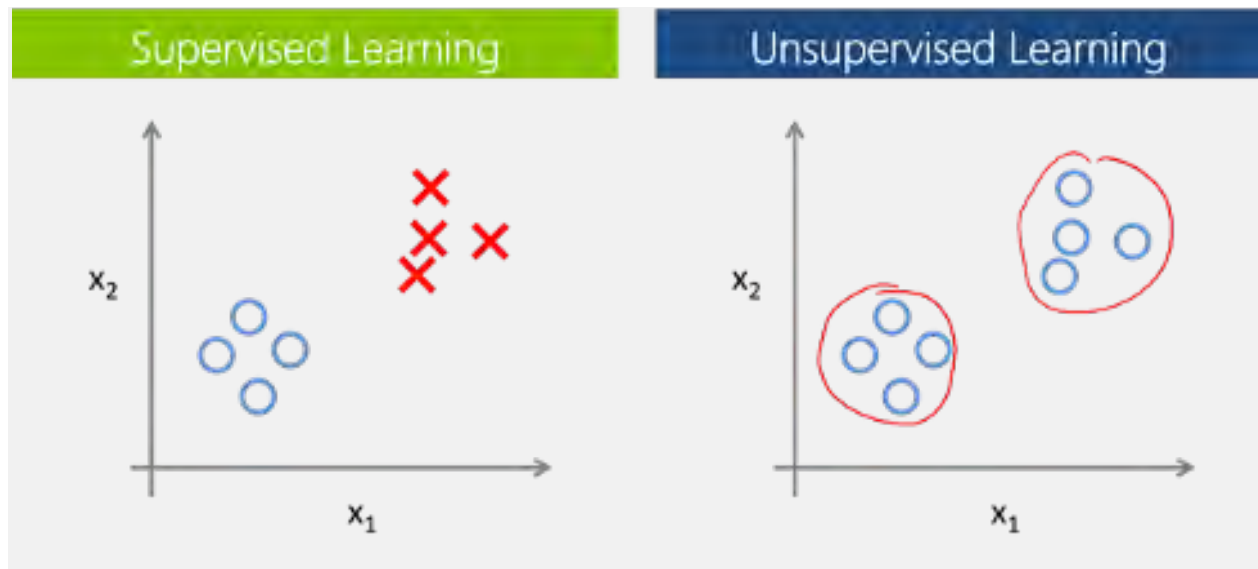 Supervised Learning
Unsupervised Learning
x₂
x₁
x₂
x₁